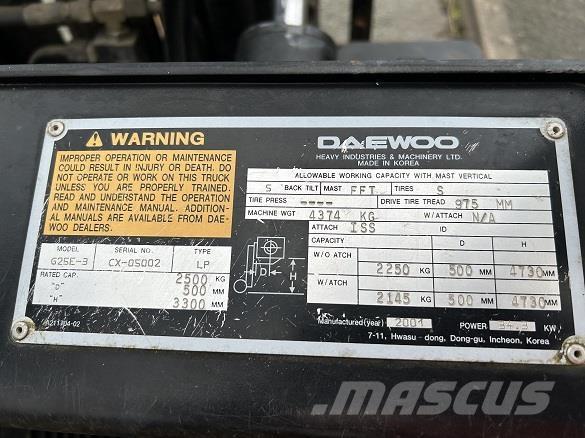 WARNING
IMPROPER OPERATION OR MAINTENANCE
COULD RESULT IN INJURY OR DEATH. DO
NOT OPERATE OR WORK ON THIS TRUCK
UNLESS YOU ARE PROPERLY TRAINED.
READ AND UNDERSTAND THE OPERATION
AND MAINTENANCE MANUAL. ADDITION-
AL MANUALS ARE AVAILABLE FROM DAE-
WOO DEALERS.
MODEL SERIAL NO. TYPE
G25E-3 CX-05002 LP
RATED CAP. 2500 KG
"D" 500 MM
"H" 3300 MM
A211704-02
D
H
DAEWOO
HEAVY INDUSTRIES & MACHINERY LTD.
MADE IN KOREA
ALLOWABLE WORKING CAPACITY WITH MAST VERTICAL
5 BACK TILT MAST FFT TIRES S
TIRE PRESS ---- DRIVE TIRE TREAD 975 MM
MACHINE WGT 4374 KG W/ATTACH N/A
ATTACH ISS ID
CAPACITY D H
W/O ATCH
2250 KG 500 MM 4730 MM
W/ATCH
2145 KG 500 MM 4730 MM
Manufactured (year) 2001 POWER KW
7-11, Hwasu - dong, Dong-gu, Incheon, Korea
MASCUS